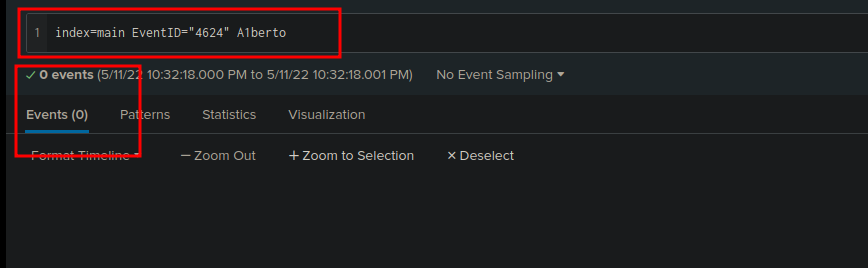 1 index=main EventID="4624" A1berto
✓ 0 events (5/11/22 10:32:18.000 PM to 5/11/22 10:32:18.001 PM) No Event Sampling
Events (0) Patterns Statistics Visualization
Format Timeline — Zoom Out + Zoom to Selection × Deselect